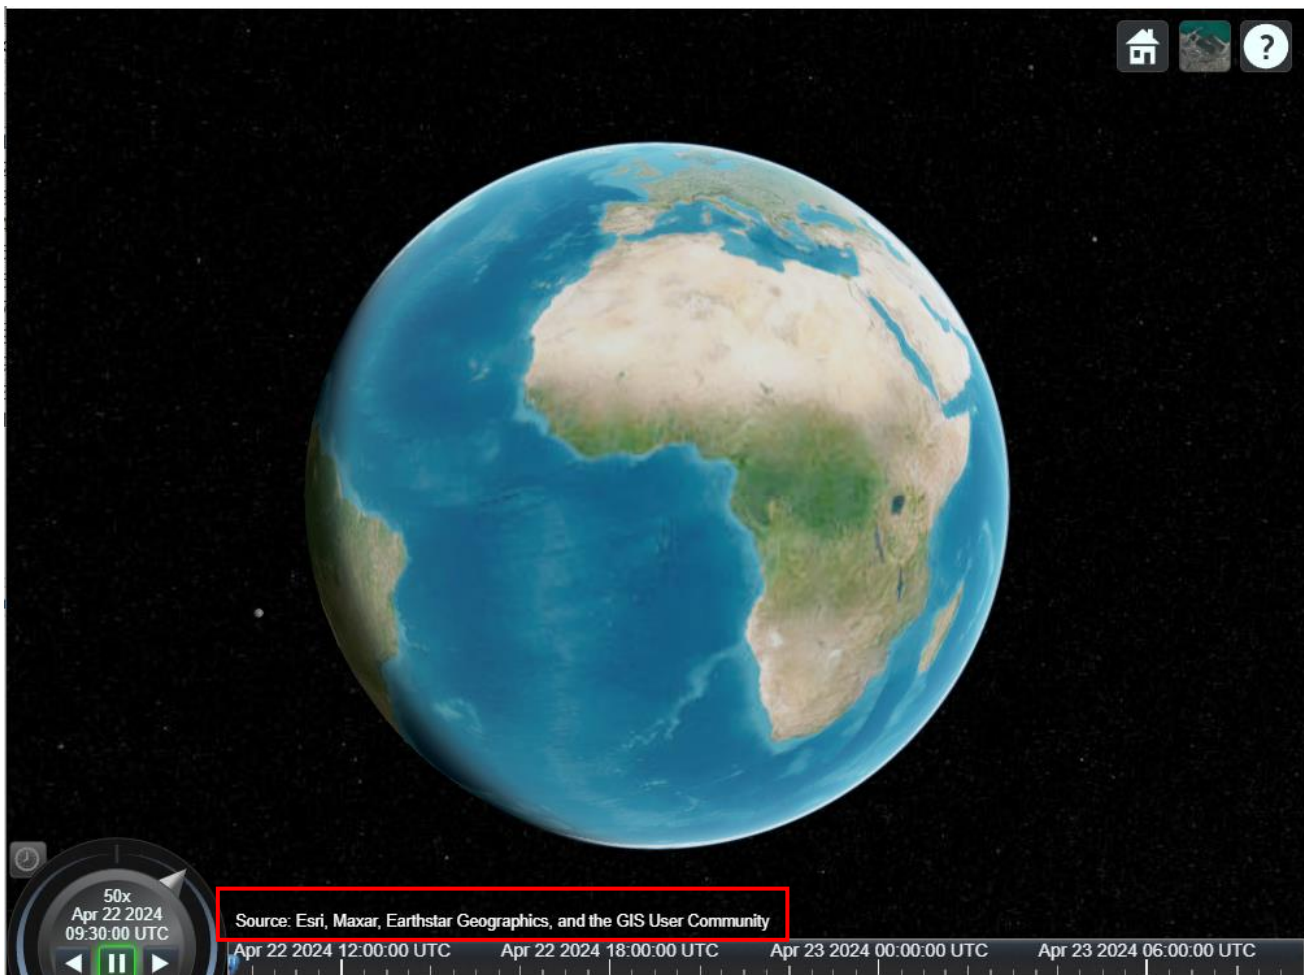 ?
50x
Apr 22 2024
09:30:00 UTC
Source: Esri, Maxar, Earthstar Geographics, and the GIS User Community
Apr 22 2024 12:00:00 UTC
Apr 22 2024 18:00:00 UTC
Apr 23 2024 00:00:00 UTC
Apr 23 2024 06:00:00 UTC